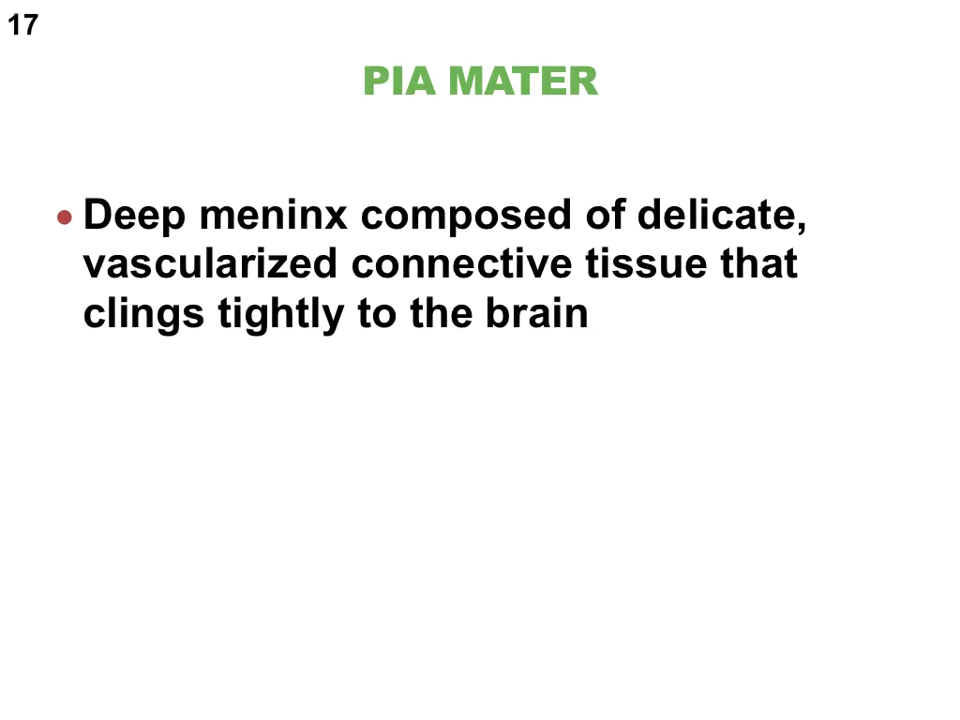 17
PIA MATER
• Deep meninx composed of delicate,
vascularized connective tissue that
clings tightly to the brain